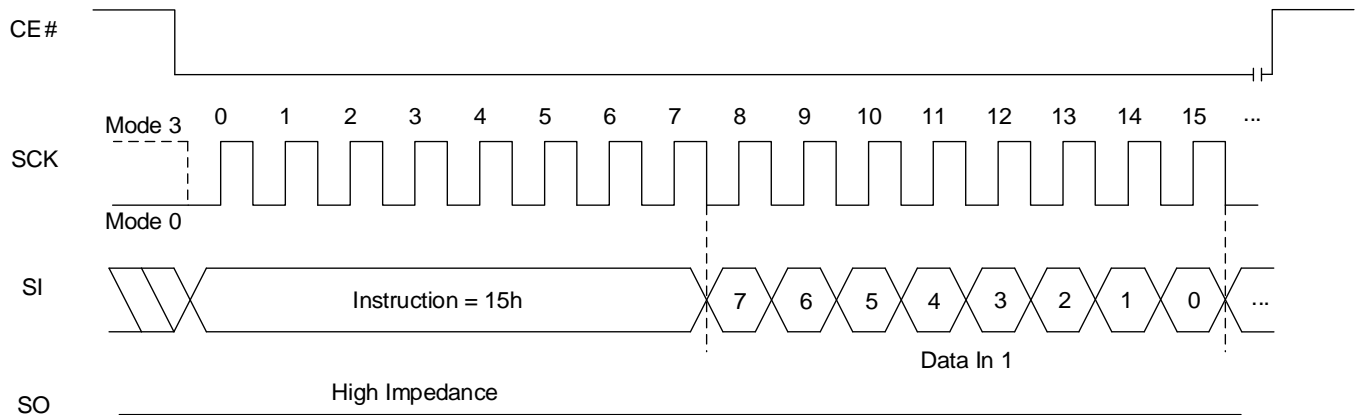 CE#
0 1 2 3 4 5 6 7 8 9 10 11 12 13 14 15 ...
Mode 3
SCK
Mode 0
SI
Instruction = 15h 7 6 5 4 3 2 1 0 ...
Data In 1
High Impedance
SO